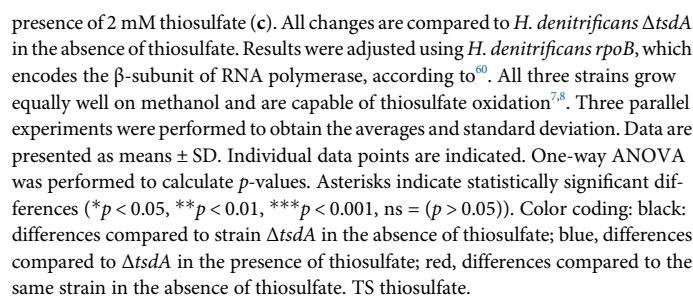 presence of 2 mM thiosulfate (c). All changes are compared to H. denitrificans ΔtsdA
in the absence of thiosulfate. Results were adjusted using H. denitrificans rpoB, which
encodes the β-subunit of RNA polymerase, according to60. All three strains grow
equally well on methanol and are capable of thiosulfate oxidation7,8. Three parallel
experiments were performed to obtain the averages and standard deviation. Data are
presented as means ± SD. Individual data points are indicated. One-way ANOVA
was performed to calculate p-values. Asterisks indicate statistically significant dif-
ferences (*p < 0.05, **p < 0.01, ***p < 0.001, ns = (p > 0.05)). Color coding: black:
differences compared to strain ΔtsdA in the absence of thiosulfate; blue, differences
compared to ΔtsdA in the presence of thiosulfate; red, differences compared to the
same strain in the absence of thiosulfate. TS thiosulfate.